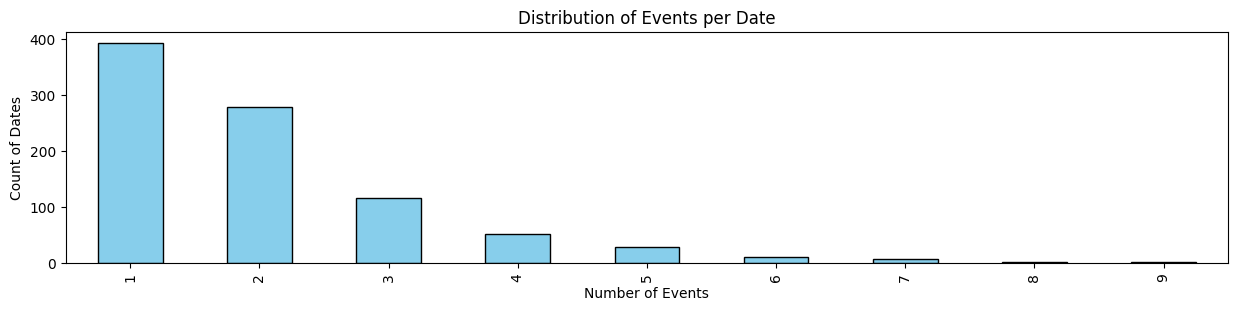 Distribution of Events per Date
Count of Dates
400
300
200
100
0
1 2 3 4 5 6 7 8 9
Number of Events